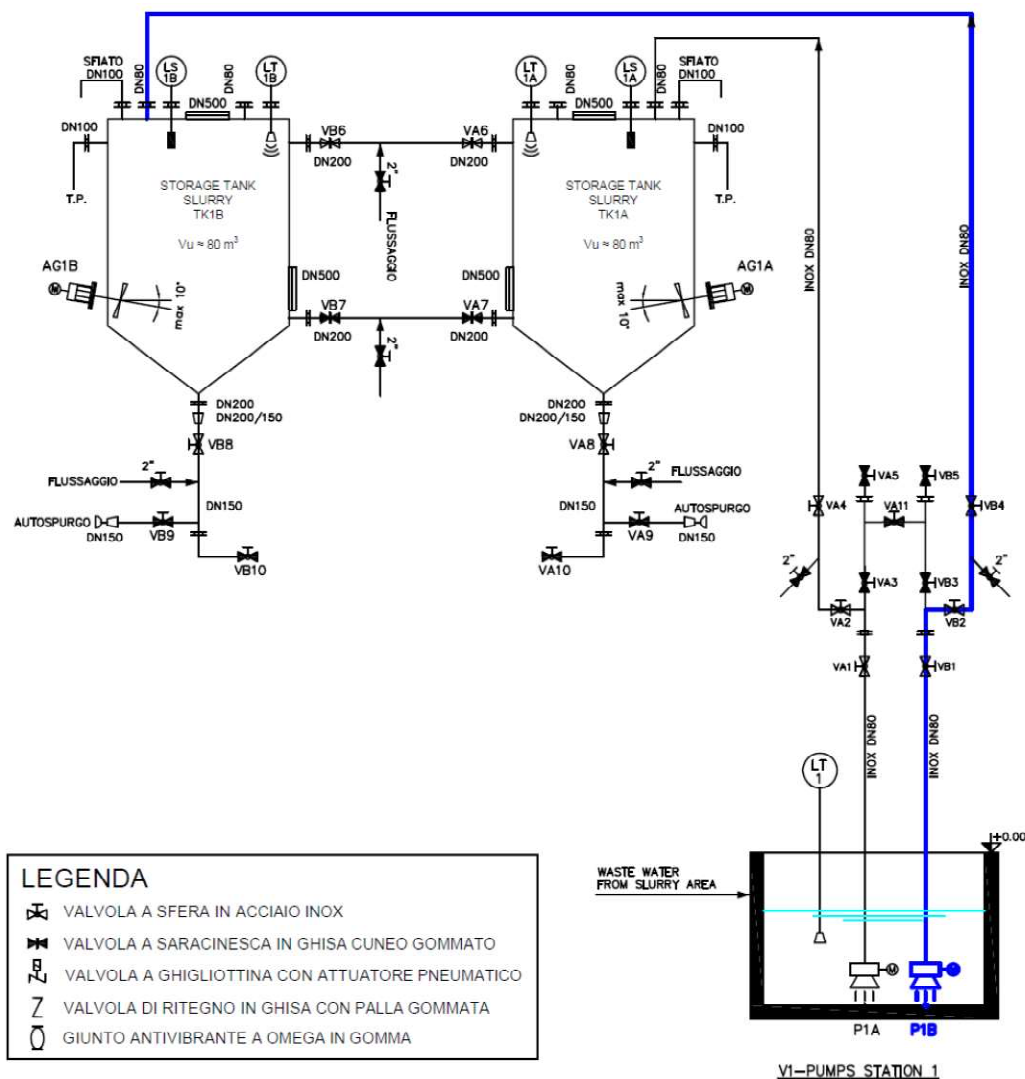 SFIATO
DN100
DN80
LS
1B
DN80
LT
1B
DN500
LT
1A
DN80
DN500
LS
1A
DN80
SFIATO
DN100
DN100
T.P.
VB6
DN200
VA6
DN200
2"
FLUSSAGGIO
DN100
T.P.
STORAGE TANK
SLURRY
TK1B
Vu ≈ 80 m³
STORAGE TANK
SLURRY
TK1A
Vu ≈ 80 m³
AG1B
M
max 10°
DN500
DN500
AG1A
M
max
10°
VB7
DN200
VA7
DN200
2"
INOX DN80
INOX DN80
DN200
DN200/150
VB8
DN200
DN200/150
VA8
2"
FLUSSAGGIO
DN150
2"
FLUSSAGGIO
DN150
AUTOSPURGO
DN150
VB9
VB10
AUTOSPURGO
DN150
VA9
VA10
VA5
VB5
VA4
VA11
VB4
2"
2"
VA3
VB3
VA2
VB2
VA1
VB1
INOX DN80
INOX DN80
LT
1
+0.00
WASTE WATER
FROM SLURRY AREA
M
P1A
P1B
V1-PUMPS STATION 1
LEGENDA
VALVOLA A SFERA IN ACCIAIO INOX
VALVOLA A SARACINESCA IN GHISA CUNEO GOMMATO
VALVOLA A GHIGLIOTTINA CON ATTUATORE PNEUMATICO
VALVOLA DI RITEGNO IN GHISA CON PALLA GOMMATA
GIUNTO ANTIVIBRANTE A OMEGA IN GOMMA